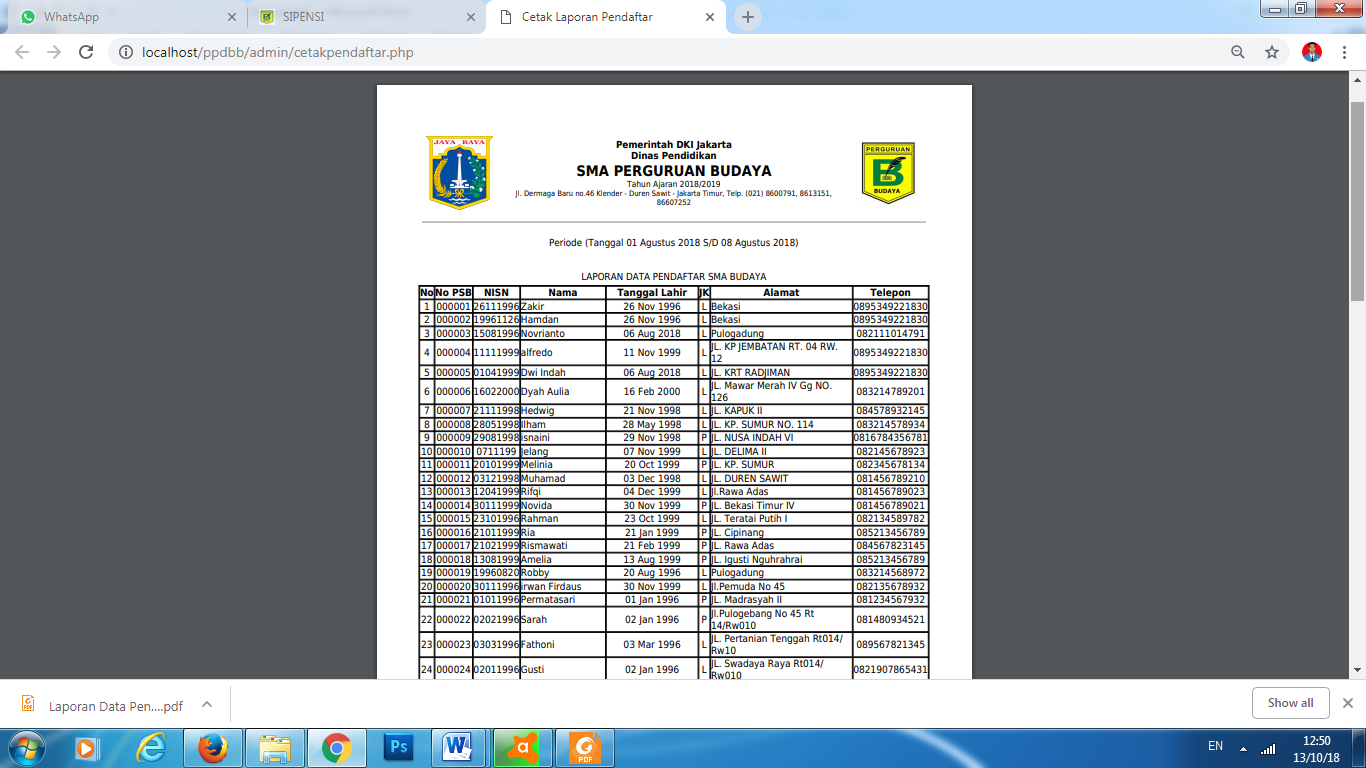 WhatsApp
SIPENSI
Cetak Laporan Pendaftar
localhost/ppdbb/admin/cetakpendaftar.php
JAYA RAYA
Pemerintah DKI Jakarta
Dinas Pendidikan
SMA PERGURUAN BUDAYA
Tahun Ajaran 2018/2019
Jl. Dermaga Baru no.46 Klender - Duren Sawit - Jakarta Timur, Telp. (021) 8600791, 8613151,
86607252
PERGURUAN
B
BUDAYA
Periode (Tanggal 01 Agustus 2018 S/D 08 Agustus 2018)
LAPORAN DATA PENDAFTAR SMA BUDAYA
No No PSB NISN Nama Tanggal Lahir JK Alamat Telepon
1 000001 26111996 Zakir 26 Nov 1996 L Bekasi 0895349221830
2 000002 19961126 Hamdan 26 Nov 1996 L Bekasi 0895349221830
3 000003 15081996 Novrianto 06 Aug 2018 L Pulogadung 082111014791
4 000004 11111999 alfredo 11 Nov 1999 L JL. KP JEMBATAN RT. 04 RW. 0895349221830
12
5 000005 01041999 Dwi Indah 06 Aug 2018 L JL. KRT RADJIMAN 0895349221830
6 000006 16022000 Dyah Aulia 16 Feb 2000 L JL. Mawar Merah IV Gg NO. 083214789201
126
7 000007 21111998 Hedwig 21 Nov 1998 L JL. KAPUK II 084578932145
8 000008 28051998 Ilham 28 May 1998 L JL. KP. SUMUR NO. 114 083214578934
9 000009 29081998 isnaini 29 Nov 1998 P JL. NUSA INDAH VI 0816784356781
10 000010 0711199 Jelang 07 Nov 1999 L JL. DELIMA II 082145678923
11 000011 20101999 Melinia 20 Oct 1999 P JL. KP. SUMUR 082345678134
12 000012 03121998 Muhamad 03 Dec 1998 L JL. DUREN SAWIT 081456789210
13 000013 12041999 Rifqi 04 Dec 1999 L Jl.Rawa Adas 081456789023
14 000014 30111999 Novida 30 Nov 1999 P JL. Bekasi Timur IV 081456789021
15 000015 23101996 Rahman 23 Oct 1999 L JL. Teratai Putih I 082134589782
16 000016 21011999 Ria 21 Jan 1999 P JL. Cipinang 085213456789
17 000017 21021999 Rismawati 21 Feb 1999 P JL. Rawa Adas 084567823145
18 000018 13081999 Amelia 13 Aug 1999 P JL. Igusti Nguhrahrai 085213456789
19 000019 19960820 Robby 20 Aug 1996 L Pulogadung 083214568972
20 000020 30111996 irwan Firdaus 30 Nov 1999 L Jl.Pemuda No 45 082135678932
21 000021 01011996 Permatasari 01 Jan 1996 P JL. Madrasyah II 081234567932
22 000022 02021996 Sarah 02 Jan 1996 P Jl.Pulogebang No 45 Rt 081480934521
14/Rw010
23 000023 03031996 Fathoni 03 Mar 1996 L JL. Pertanian Tenggah Rt014/ 089567821345
Rw10
24 000024 02011996 Gusti 02 Jan 1996 L JL. Swadaya Raya Rt014/ 0821907865431
Rw010
Laporan Data Pen....pdf
Show all
Ps
W
a
PDF
EN
12:50
13/10/18